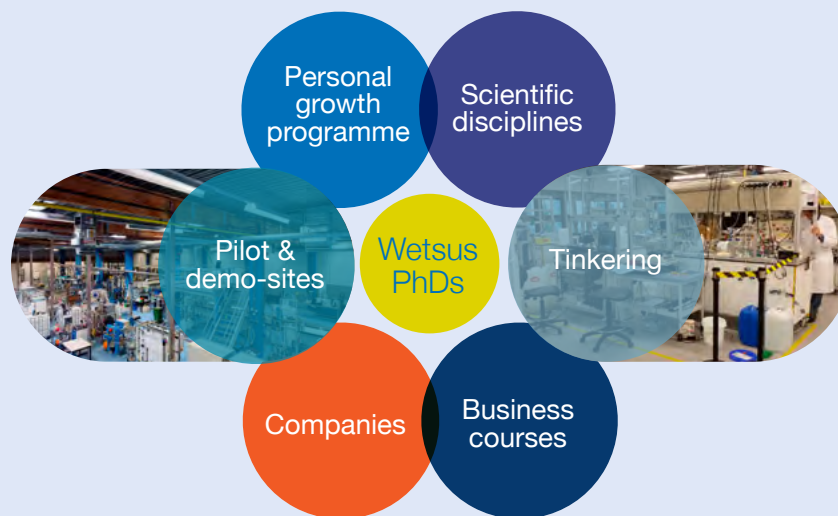 Personal
growth
programme
Scientific
disciplines
Pilot &
demo-sites
Wetsus
PhDs
Tinkering
Companies
Business
courses